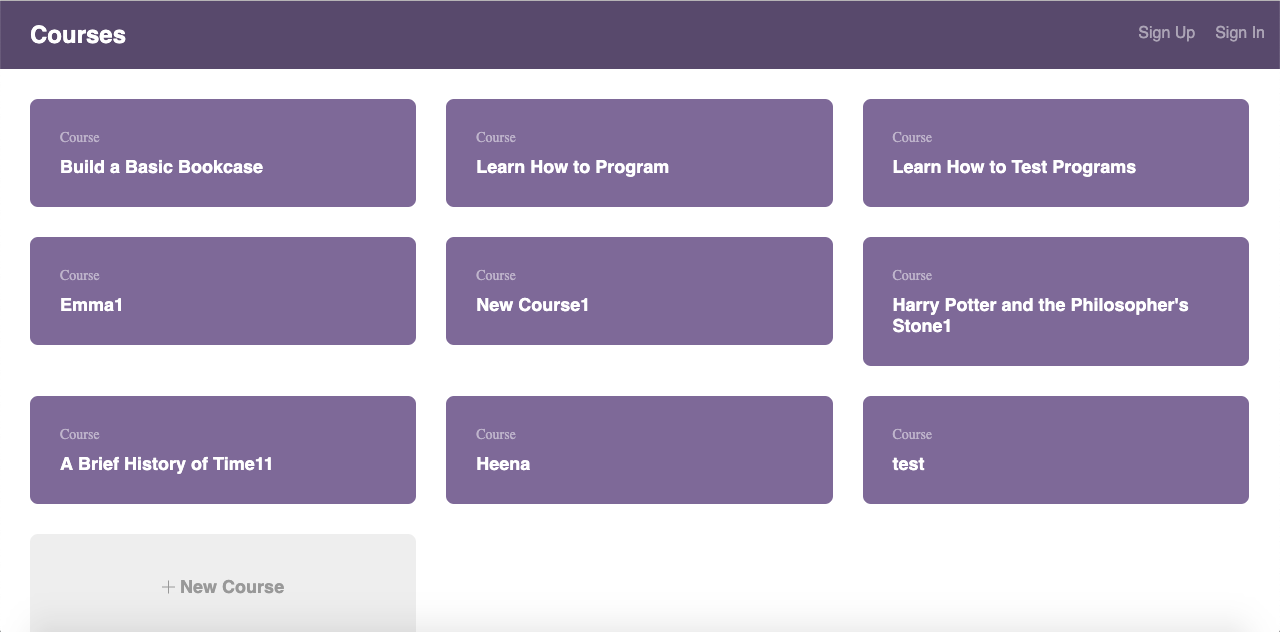 Courses
Sign Up Sign In
Course
Build a Basic Bookcase
Course
Learn How to Program
Course
Learn How to Test Programs
Course
Emma1
Course
New Course1
Course
Harry Potter and the Philosopher's
Stone1
Course
A Brief History of Time11
Course
Heena
Course
test
+ New Course